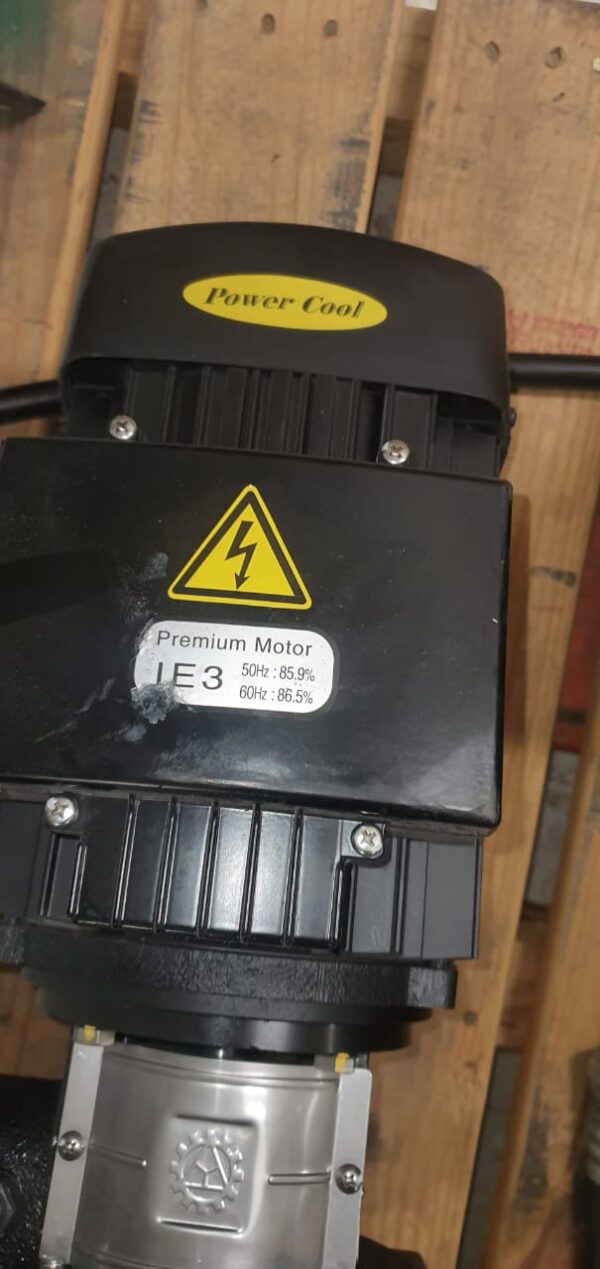 Power Cool
Premium Motor
IE3
50Hz : 85.9%
60Hz : 86.5%